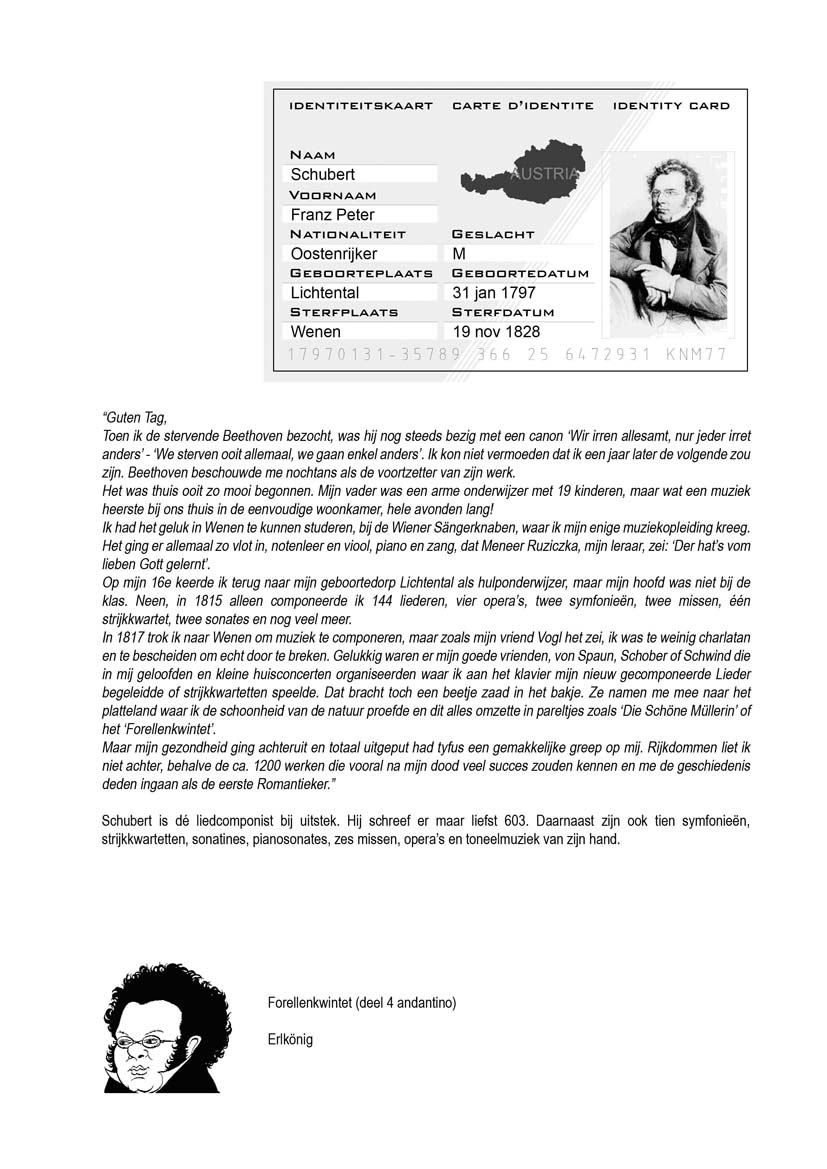 IDENTITEITSKAART CARTE D'IDENTITE IDENTITY CARD
NAAM
Schubert
AUSTRIA
VOORNAAM
Franz Peter
NATIONALITEIT GESLACHT
Oostenrijker M
GEBOORTEPLAATS GEBOORTEDATUM
Lichtental 31 jan 1797
STERFPLAATS STERFDATUM
Wenen 19 nov 1828
17970131-35789 366 25 6472931 KNM77
“Guten Tag,
Toen ik de stervende Beethoven bezocht, was hij nog steeds bezig met een canon ‘Wir irren allesamt, nur jeder irret
anders’ - ‘We sterven ooit allemaal, we gaan enkel anders’. Ik kon niet vermoeden dat ik een jaar later de volgende zou
zijn. Beethoven beschouwde me nochtans als de voortzetter van zijn werk.
Het was thuis ooit zo mooi begonnen. Mijn vader was een arme onderwijzer met 19 kinderen, maar wat een muziek
heerste bij ons thuis in de eenvoudige woonkamer, hele avonden lang!
Ik had het geluk in Wenen te kunnen studeren, bij de Wiener Sängerknaben, waar ik mijn enige muziekopleiding kreeg.
Het ging er allemaal zo vlot in, notenleer en viool, piano en zang, dat Meneer Ruziczka, mijn leraar, zei: ‘Der hat’s vom
lieben Gott gelernt’.
Op mijn 16e keerde ik terug naar mijn geboortedorp Lichtental als hulponderwijzer, maar mijn hoofd was niet bij de
klas. Neen, in 1815 alleen componeerde ik 144 liederen, vier opera’s, twee symfonieën, twee missen, één
strijkkwartet, twee sonates en nog veel meer.
In 1817 trok ik naar Wenen om muziek te componeren, maar zoals mijn vriend Vogl het zei, ik was te weinig charlatan
en te bescheiden om echt door te breken. Gelukkig waren er mijn goede vrienden, von Spaun, Schober of Schwind die
in mij geloofden en kleine huisconcerten organiseerden waar ik aan het klavier mijn nieuw gecomponeerde Lieder
begeleidde of strijkkwartetten speelde. Dat bracht toch een beetje zaad in het bakje. Ze namen me mee naar het
platteland waar ik de schoonheid van de natuur proefde en dit alles omzette in pareltjes zoals ‘Die Schöne Müllerin’ of
het ‘Forellenkwintet’.
Maar mijn gezondheid ging achteruit en totaal uitgeput had tyfus een gemakkelijke greep op mij. Rijkdommen liet ik
niet achter, behalve de ca. 1200 werken die vooral na mijn dood veel succes zouden kennen en me de geschiedenis
deden ingaan als de eerste Romantieker.”
Schubert is dé liedcomponist bij uitstek. Hij schreef er maar liefst 603. Daarnaast zijn ook tien symfonieën,
strijkkwartetten, sonatines, pianosonates, zes missen, opera’s en toneelmuziek van zijn hand.
Forellenkwintet (deel 4 andantino)
Erlkönig